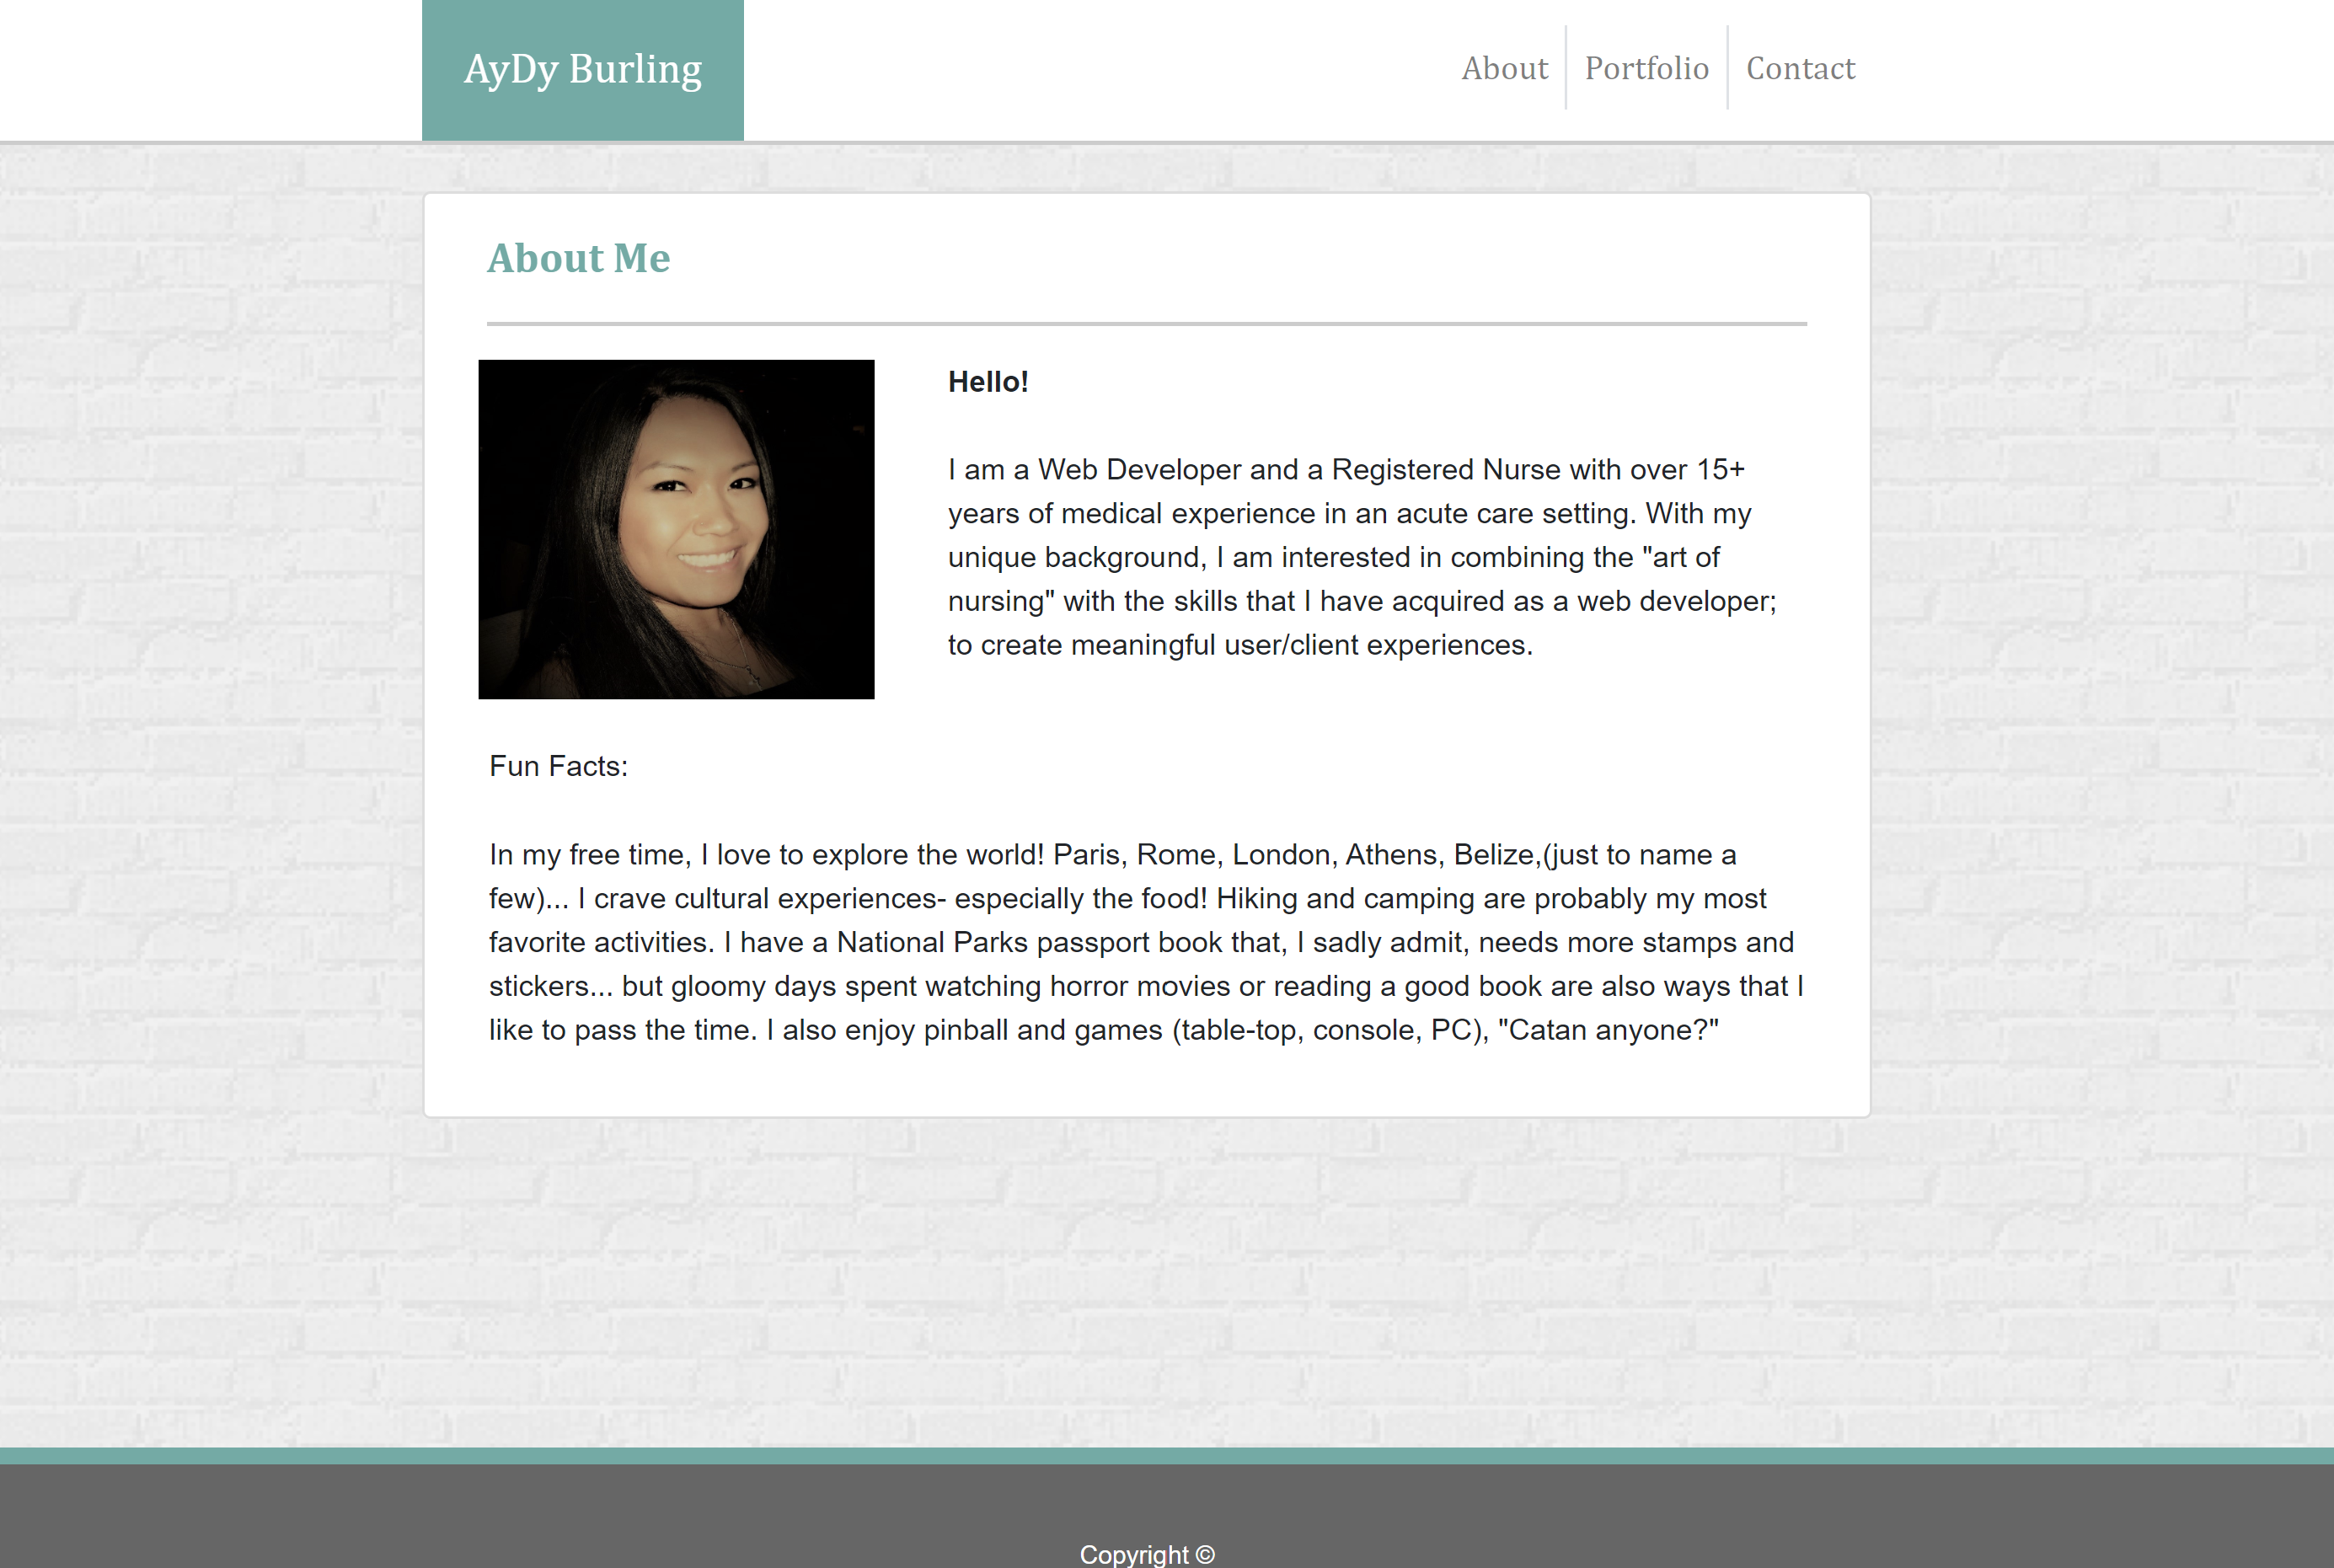 AyDy Burling
About
Portfolio
Contact
About Me
Hello!
I am a Web Developer and a Registered Nurse with over 15+
years of medical experience in an acute care setting. With my
unique background, I am interested in combining the "art of
nursing" with the skills that I have acquired as a web developer;
to create meaningful user/client experiences.
Fun Facts:
In my free time, I love to explore the world! Paris, Rome, London, Athens, Belize,(just to name a
few)... I crave cultural experiences- especially the food! Hiking and camping are probably my most
favorite activities. I have a National Parks passport book that, I sadly admit, needs more stamps and
stickers... but gloomy days spent watching horror movies or reading a good book are also ways that I
like to pass the time. I also enjoy pinball and games (table-top, console, PC), "Catan anyone?"
Copyright ©